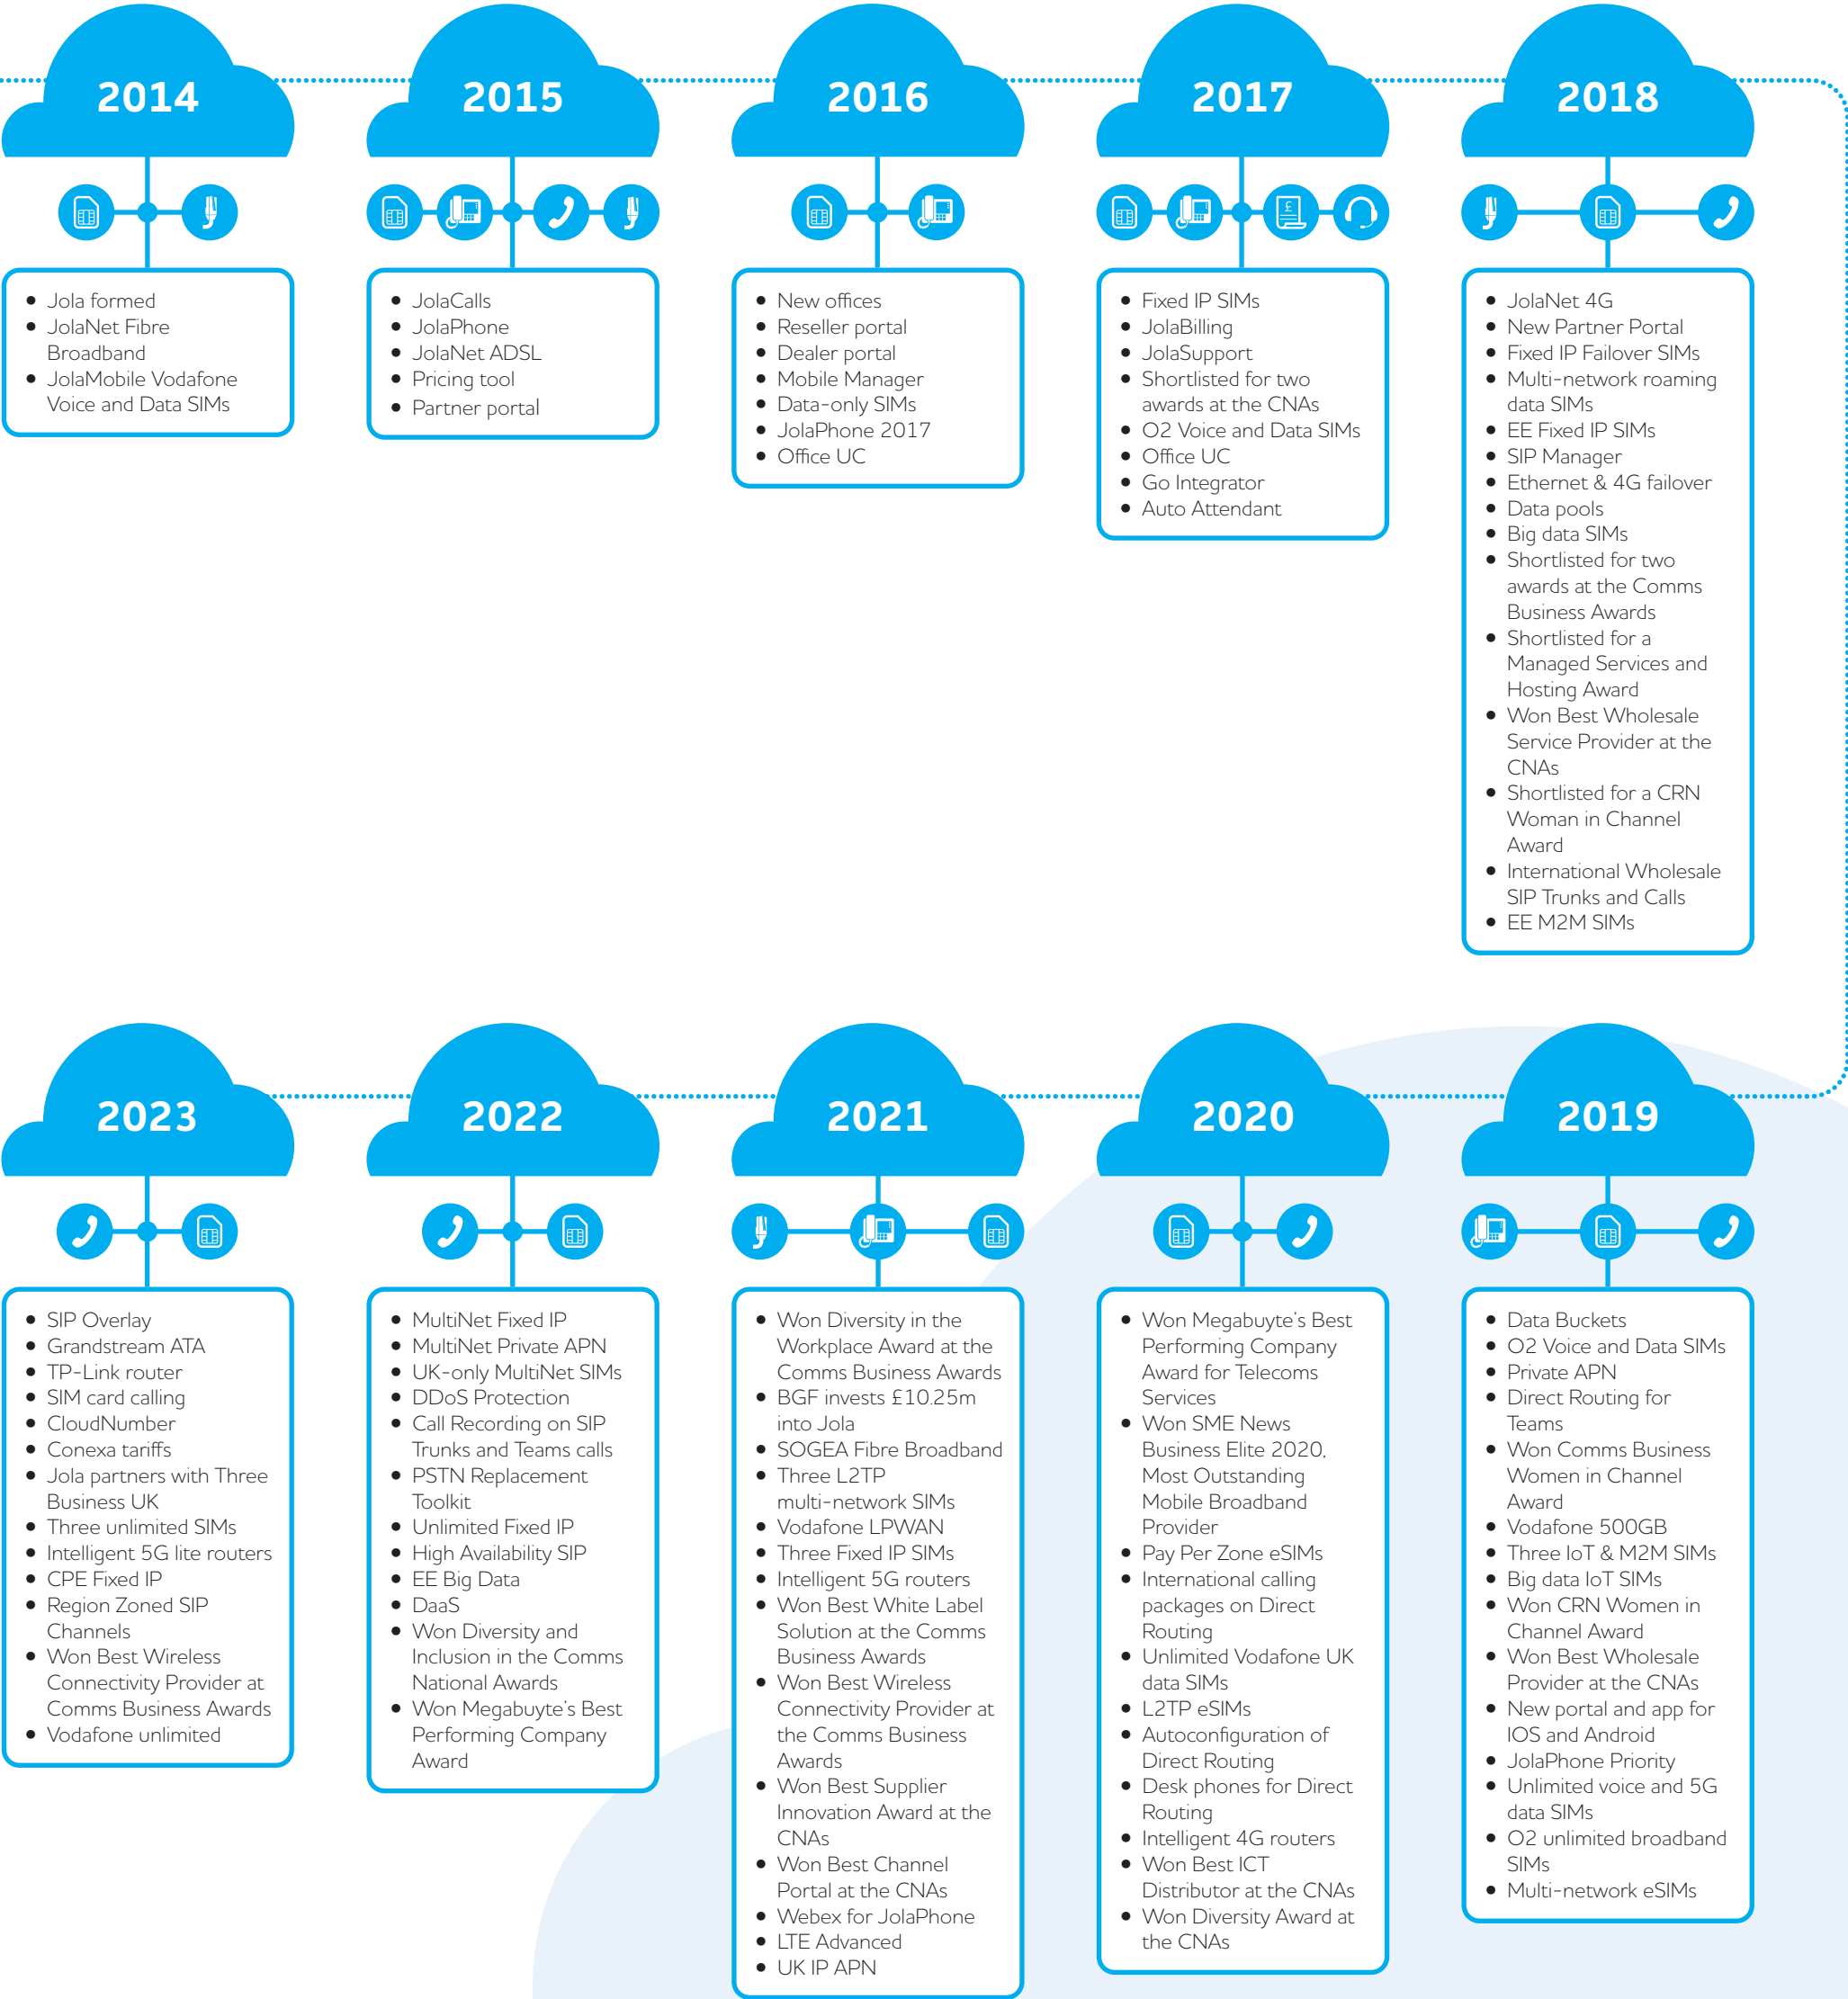 2014
• Jola formed
• JolaNet Fibre
Broadband
• JolaMobile Vodafone
Voice and Data SIMs
2015
• JolaCalls
• JolaPhone
• JolaNet ADSL
• Pricing tool
• Partner portal
2016
• New offices
• Reseller portal
• Dealer portal
• Mobile Manager
• Data-only SIMs
• JolaPhone 2017
• Office UC
2017
£
• Fixed IP SIMs
• JolaBilling
• JolaSupport
• Shortlisted for two
awards at the CNAs
• O2 Voice and Data SIMs
• Office UC
• Go Integrator
• Auto Attendant
2018
• JolaNet 4G
• New Partner Portal
• Fixed IP Failover SIMs
• Multi-network roaming
data SIMs
• EE Fixed IP SIMs
• SIP Manager
• Ethernet & 4G failover
• Data pools
• Big data SIMs
• Shortlisted for two
awards at the Comms
Business Awards
• Shortlisted for a
Managed Services and
Hosting Award
• Won Best Wholesale
Service Provider at the
CNAs
• Shortlisted for a CRN
Woman in Channel
Award
• International Wholesale
SIP Trunks and Calls
• EE M2M SIMs
2023
• SIP Overlay
• Grandstream ATA
• TP-Link router
• SIM card calling
• CloudNumber
• Conexa tariffs
• Jola partners with Three
Business UK
• Three unlimited SIMs
• Intelligent 5G lite routers
• CPE Fixed IP
• Region Zoned SIP
Channels
• Won Best Wireless
Connectivity Provider at
Comms Business Awards
• Vodafone unlimited
2022
• MultiNet Fixed IP
• MultiNet Private APN
• UK-only MultiNet SIMs
• DDoS Protection
• Call Recording on SIP
Trunks and Teams calls
• PSTN Replacement
Toolkit
• Unlimited Fixed IP
• High Availability SIP
• EE Big Data
• DaaS
• Won Diversity and
Inclusion in the Comms
National Awards
• Won Megabuyte's Best
Performing Company
Award
2021
• Won Diversity in the
Workplace Award at the
Comms Business Awards
• BGF invests £10.25m
into Jola
• SOGEA Fibre Broadband
• Three L2TP
multi-network SIMs
• Vodafone LPWAN
• Three Fixed IP SIMs
• Intelligent 5G routers
• Won Best White Label
Solution at the Comms
Business Awards
• Won Best Wireless
Connectivity Provider at
the Comms Business
Awards
• Won Best Supplier
Innovation Award at the
CNAs
• Won Best Channel
Portal at the CNAs
• Webex for JolaPhone
• LTE Advanced
• UK IP APN
2020
• Won Megabuyte's Best
Performing Company
Award for Telecoms
Services
• Won SME News
Business Elite 2020,
Most Outstanding
Mobile Broadband
Provider
• Pay Per Zone eSIMs
• International calling
packages on Direct
Routing
• Unlimited Vodafone UK
data SIMs
• L2TP eSIMs
• Autoconfiguration of
Direct Routing
• Desk phones for Direct
Routing
• Intelligent 4G routers
• Won Best ICT
Distributor at the CNAs
• Won Diversity Award at
the CNAs
2019
• Data Buckets
• O2 Voice and Data SIMs
• Private APN
• Direct Routing for
Teams
• Won Comms Business
Women in Channel
Award
• Vodafone 500GB
• Three IoT & M2M SIMs
• Big data IoT SIMs
• Won CRN Women in
Channel Award
• Won Best Wholesale
Provider at the CNAs
• New portal and app for
IOS and Android
• JolaPhone Priority
• Unlimited voice and 5G
data SIMs
• O2 unlimited broadband
SIMs
• Multi-network eSIMs